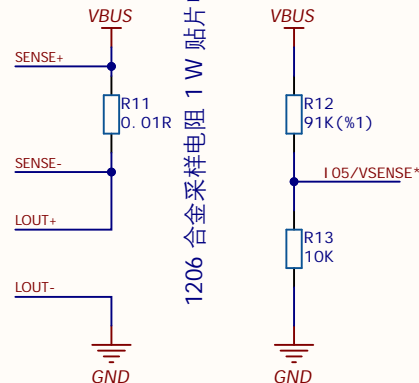 VBUS
VBUS
SENSE+
R11
0.01R
R12
91K(%1)
SENSE-
IO5/VSENSE*
LOUT+
R13
10K
LOUT-
GND
GND
1206 合金采样电阻 1 W 贴片